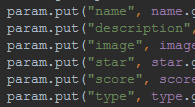 param.put("name", name.g
param.put("description",
param.put("image", image
param.put("star", star.g
param.put("score", score
param.put("type", type.g